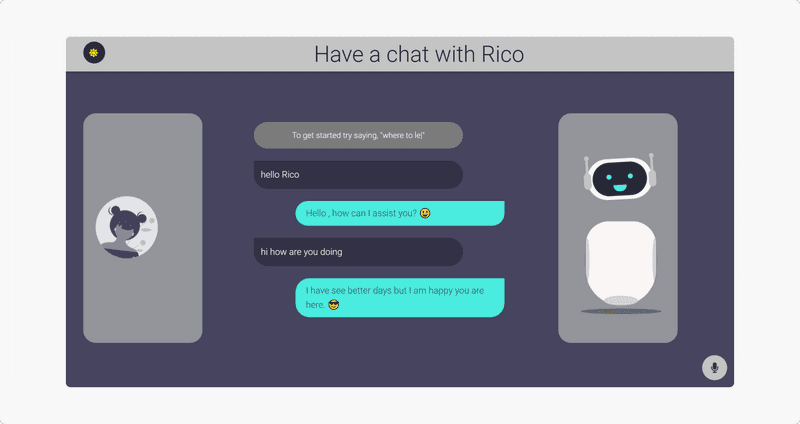 Have a chat with Rico
To get started try saying, "where to le|"
hello Rico
Hello , how can I assist you? 😀
hi how are you doing
I have see better days but I am happy you are
here. 😎